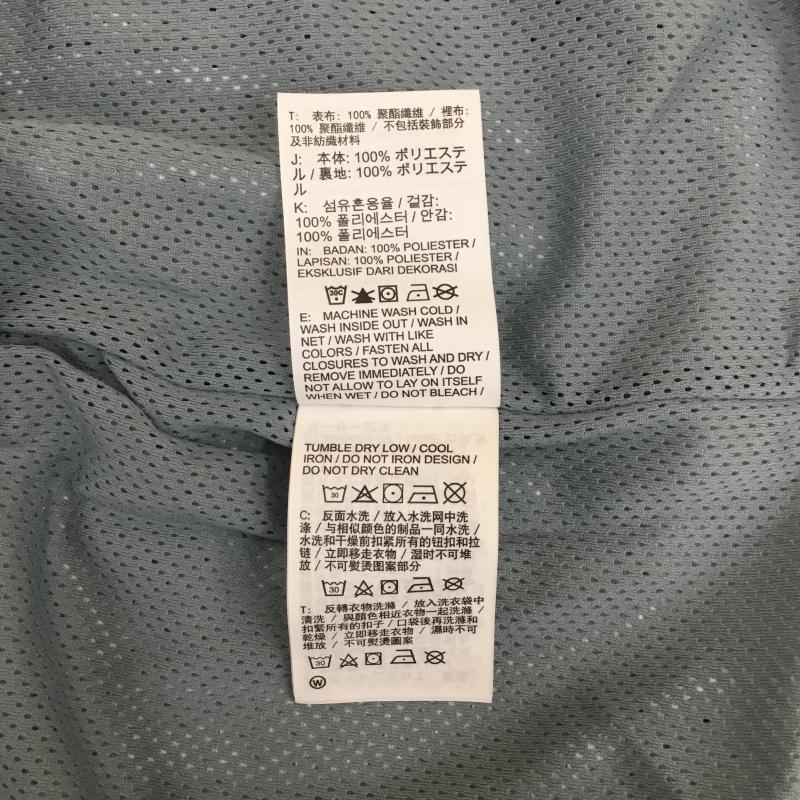 T: 表布: 100% 聚酯纖維 / 裡布:
100% 聚酯纖維 / 不包括裝飾部分
及非紡織材料
J: 本体: 100% ポリエステ
ル / 裏地: 100% ポリエステ
ル
K: 섬유혼용율 / 겉감:
100% 폴리에스터 / 안감:
100% 폴리에스터
IN: BADAN: 100% POLIESTER /
LAPISAN: 100% POLIESTER /
EKSKLUSIF DARI DEKORASI
30C
E: MACHINE WASH COLD /
WASH INSIDE OUT / WASH IN
NET / WASH WITH LIKE
COLORS / FASTEN ALL
CLOSURES TO WASH AND DRY /
REMOVE IMMEDIATELY / DO
NOT ALLOW TO LAY ON ITSELF
WHEN WET / DO NOT BLEACH /
TUMBLE DRY LOW / COOL
IRON / DO NOT IRON DESIGN /
DO NOT DRY CLEAN
30
C: 反面水洗 / 放入水洗网中洗
涤 / 与相似颜色的制品一同水洗 /
水洗和干燥前扣紧所有的钮扣和拉
链 / 立即移走衣物 / 湿时不可堆
放 / 不可熨烫图案部分
30
T: 反轉衣物洗滌 / 放入洗衣袋中
清洗 / 與顏色相近衣物一起洗滌 /
扣緊所有的扣子 / 口袋後再洗滌和
乾燥 / 立即移走衣物 / 濕時不可
堆放 / 不可熨燙圖案
30
W